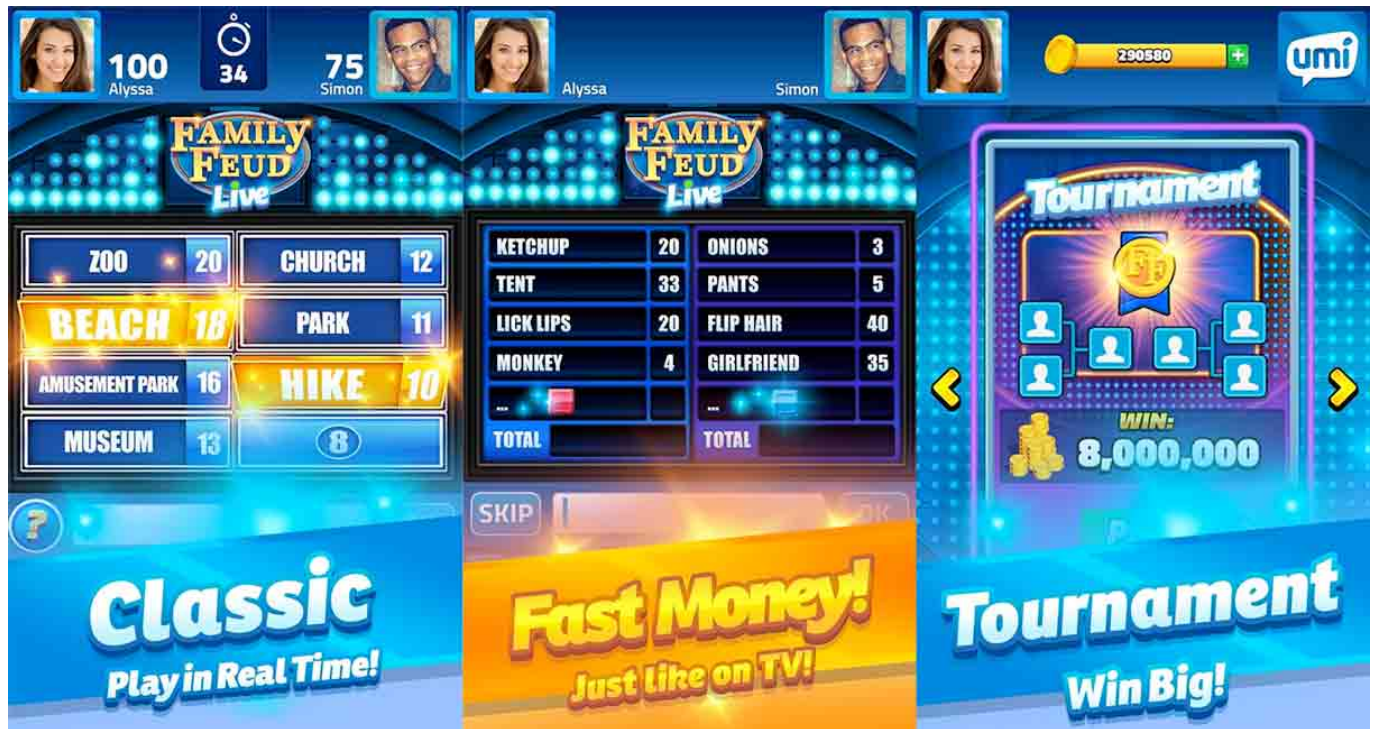 100
Alyssa
34
75
Simon
FAMILY
FEUD
Live
ZOO 20
CHURCH 12
BEACH 18
PARK 11
AMUSEMENT PARK 16
HIKE 10
MUSEUM 13
8
?
Classic
Play in Real Time!
Alyssa
Simon
FAMILY
FEUD
Live
KETCHUP 20 ONIONS 3
TENT 33 PANTS 5
LICK LIPS 20 FLIP HAIR 40
MONKEY 4 GIRLFRIEND 35
... ...
TOTAL TOTAL
SKIP OK
Fast Money!
Just like on TV!
290580 +
umi
Tournament
FF
WIN:
8,000,000
Tournament
Win Big!